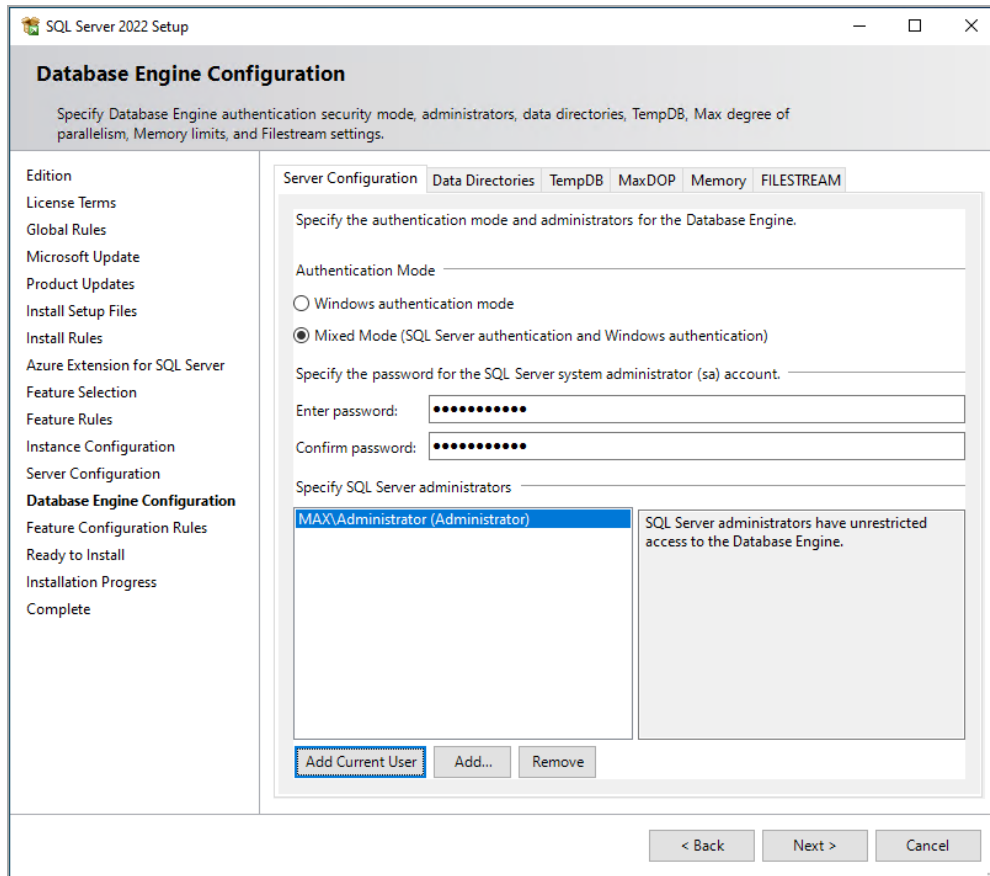 SQL Server 2022 Setup
Database Engine Configuration
Specify Database Engine authentication security mode, administrators, data directories, TempDB, Max degree of
parallelism, Memory limits, and Filestream settings.
Edition
License Terms
Global Rules
Microsoft Update
Product Updates
Install Setup Files
Install Rules
Azure Extension for SQL Server
Feature Selection
Feature Rules
Instance Configuration
Server Configuration
Database Engine Configuration
Feature Configuration Rules
Ready to Install
Installation Progress
Complete
Server Configuration Data Directories TempDB MaxDOP Memory FILESTREAM
Specify the authentication mode and administrators for the Database Engine.
Authentication Mode
Windows authentication mode
Mixed Mode (SQL Server authentication and Windows authentication)
Specify the password for the SQL Server system administrator (sa) account.
Enter password: ●●●●●●●●●●●
Confirm password: ●●●●●●●●●●●
Specify SQL Server administrators
MAX\Administrator (Administrator)
SQL Server administrators have unrestricted
access to the Database Engine.
Add Current User Add... Remove
< Back Next > Cancel